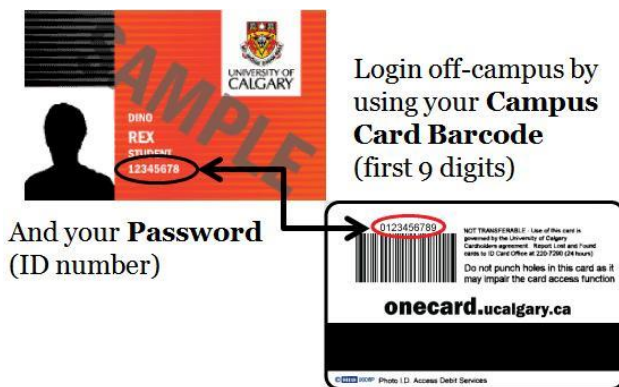 SAMPLE
UNIVERSITY OF
CALGARY
DINO
REX
STUDENT
12345678
Login off-campus by
using your Campus
Card Barcode
(first 9 digits)
And your Password
(ID number)
0123456789
NOT TRANSFERABLE - Use of this card is
governed by the University of Calgary
Cardholders agreement Report Lost and Found
cards to ID Card Office at 220-7290 (24 hours)
Do not punch holes in this card as it
may impair the card access function
onecard.ucalgary.ca
Photo I.D. Access Debit Services